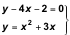 y − 4x − 2 = 0
y = x² + 3x